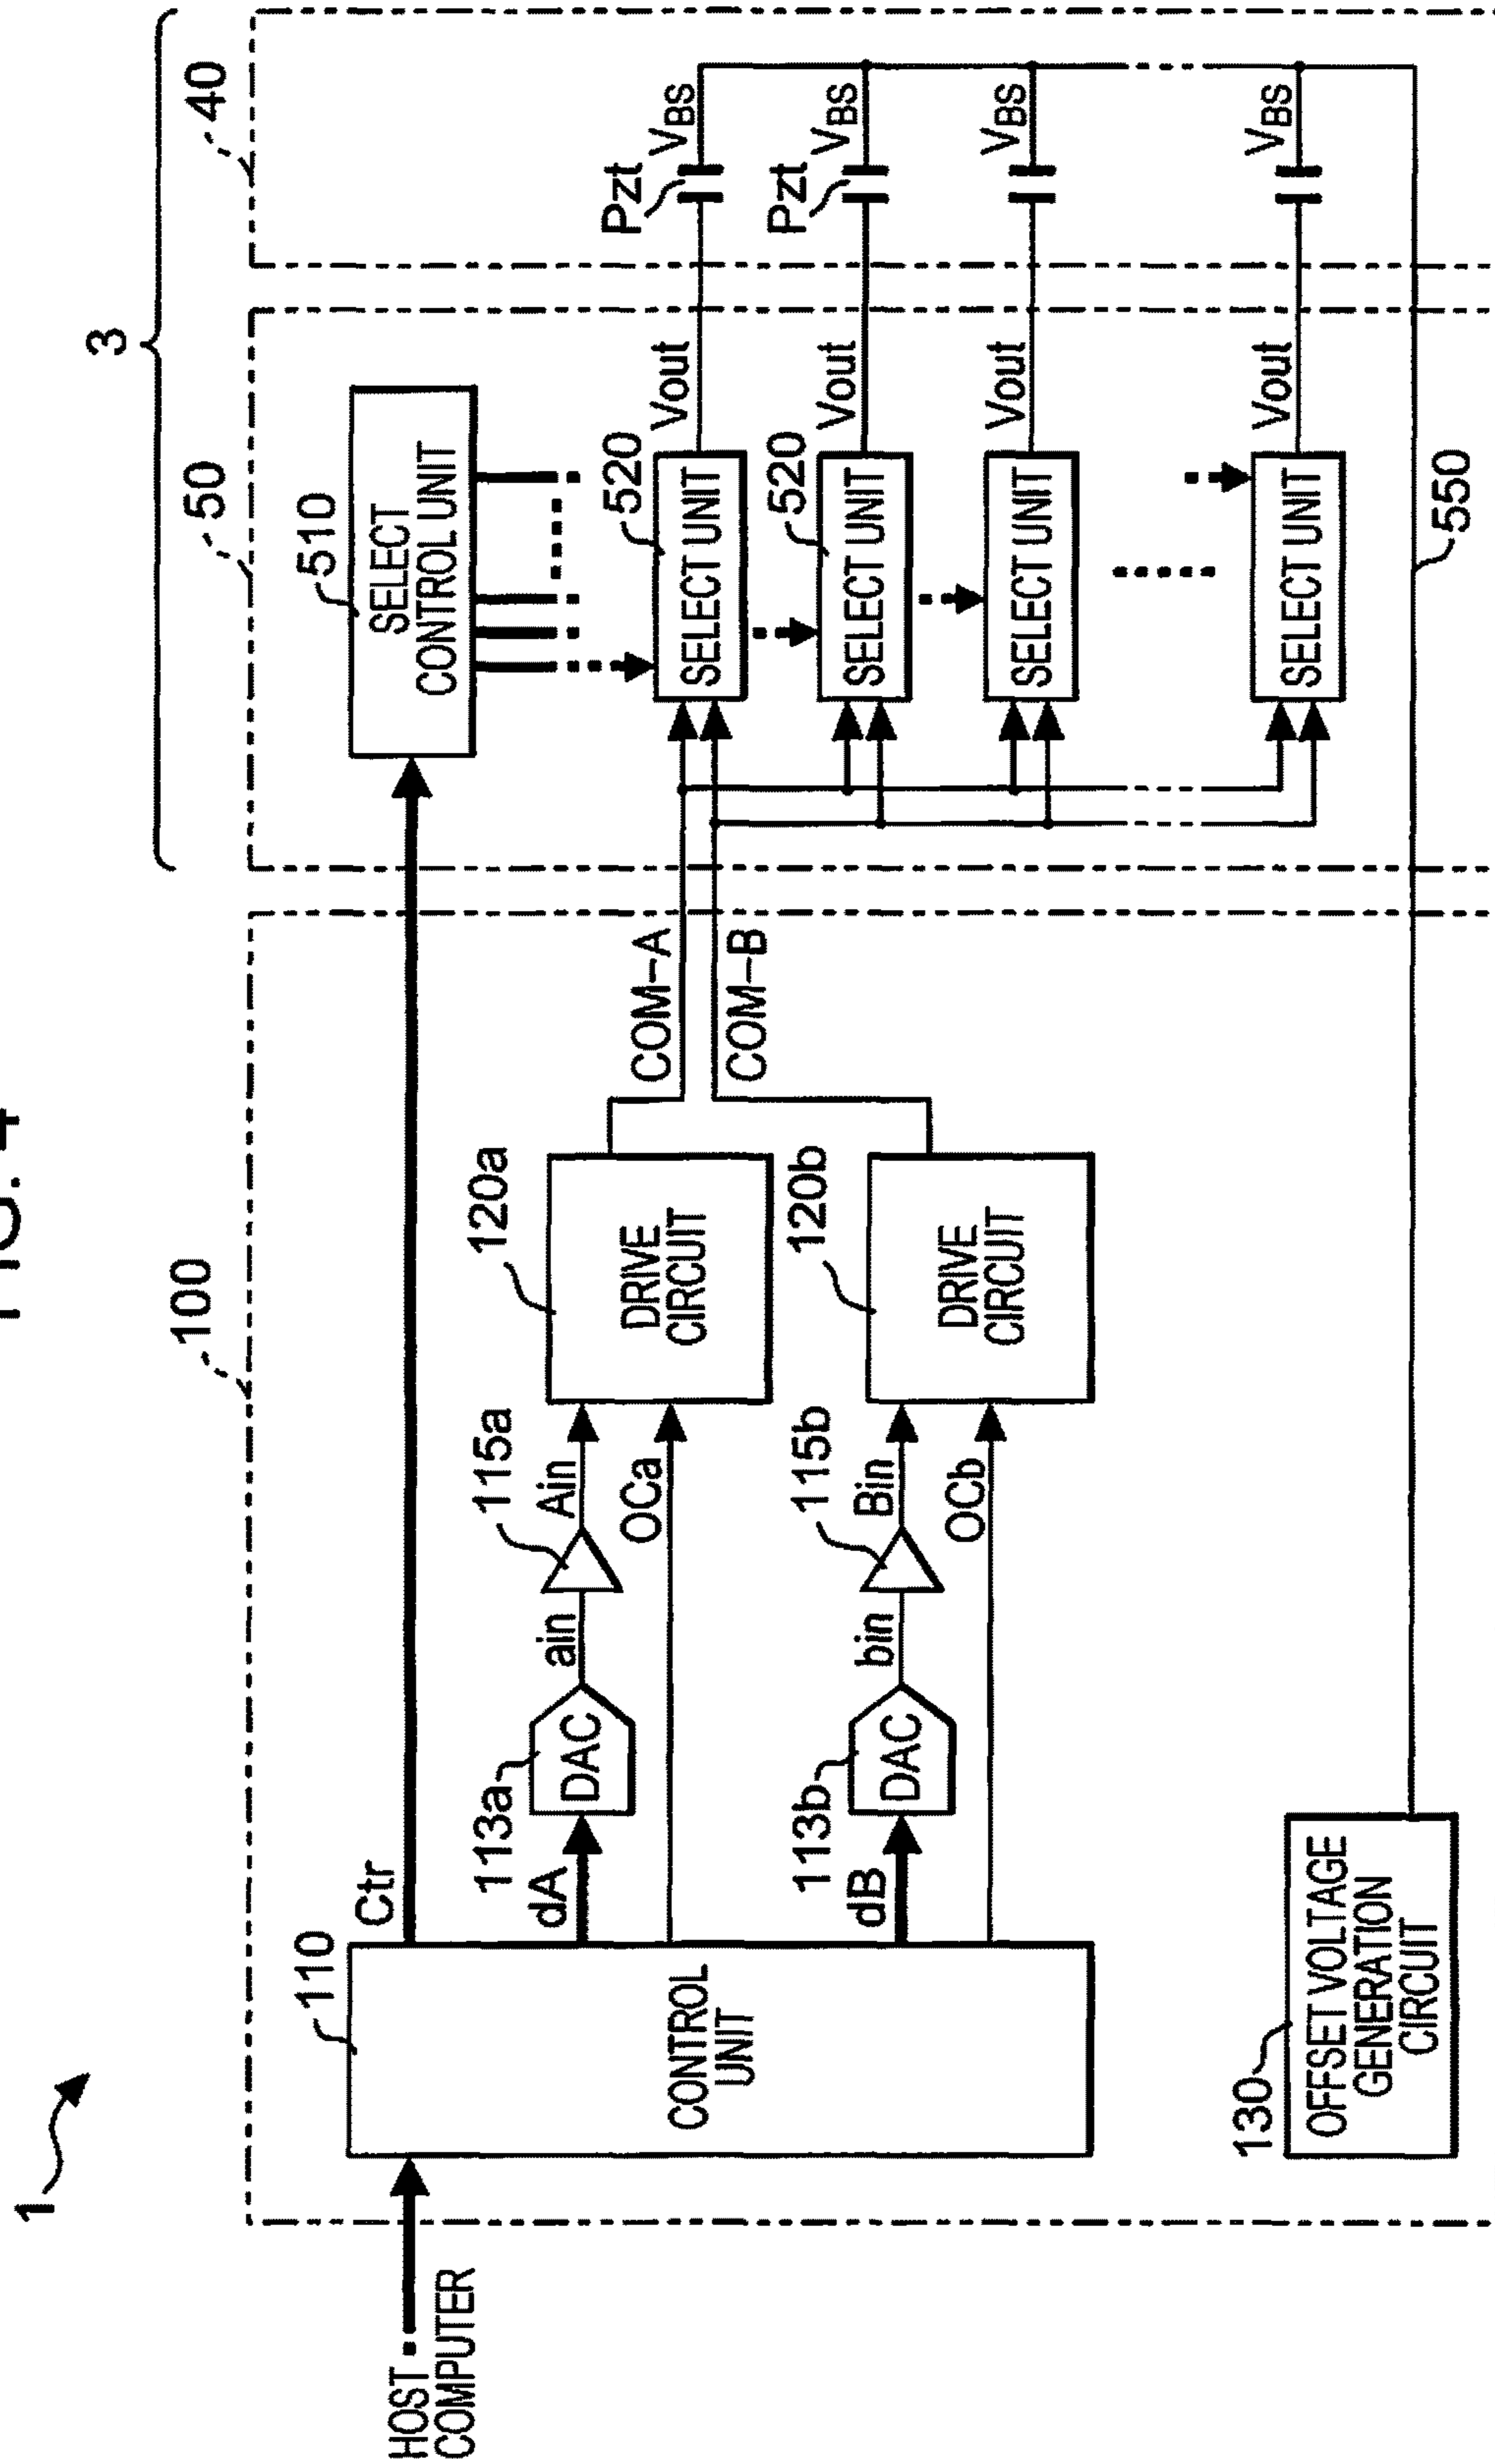 FIG. 4
1
3
100
50
40
HOST
COMPUTER
110
CONTROL
UNIT
Ctr
510
SELECT
CONTROL UNIT
dA
113a
DAC
ain
115a
Ain
OCa
120a
DRIVE
CIRCUIT
COM-A
COM-B
dB
113b
DAC
bin
115b
Bin
OCb
120b
DRIVE
CIRCUIT
520
SELECT UNIT
Vout
Pzt
VBS
520
SELECT UNIT
Vout
Pzt
VBS
SELECT UNIT
Vout
VBS
SELECT UNIT
Vout
VBS
130
OFFSET VOLTAGE
GENERATION
CIRCUIT
550